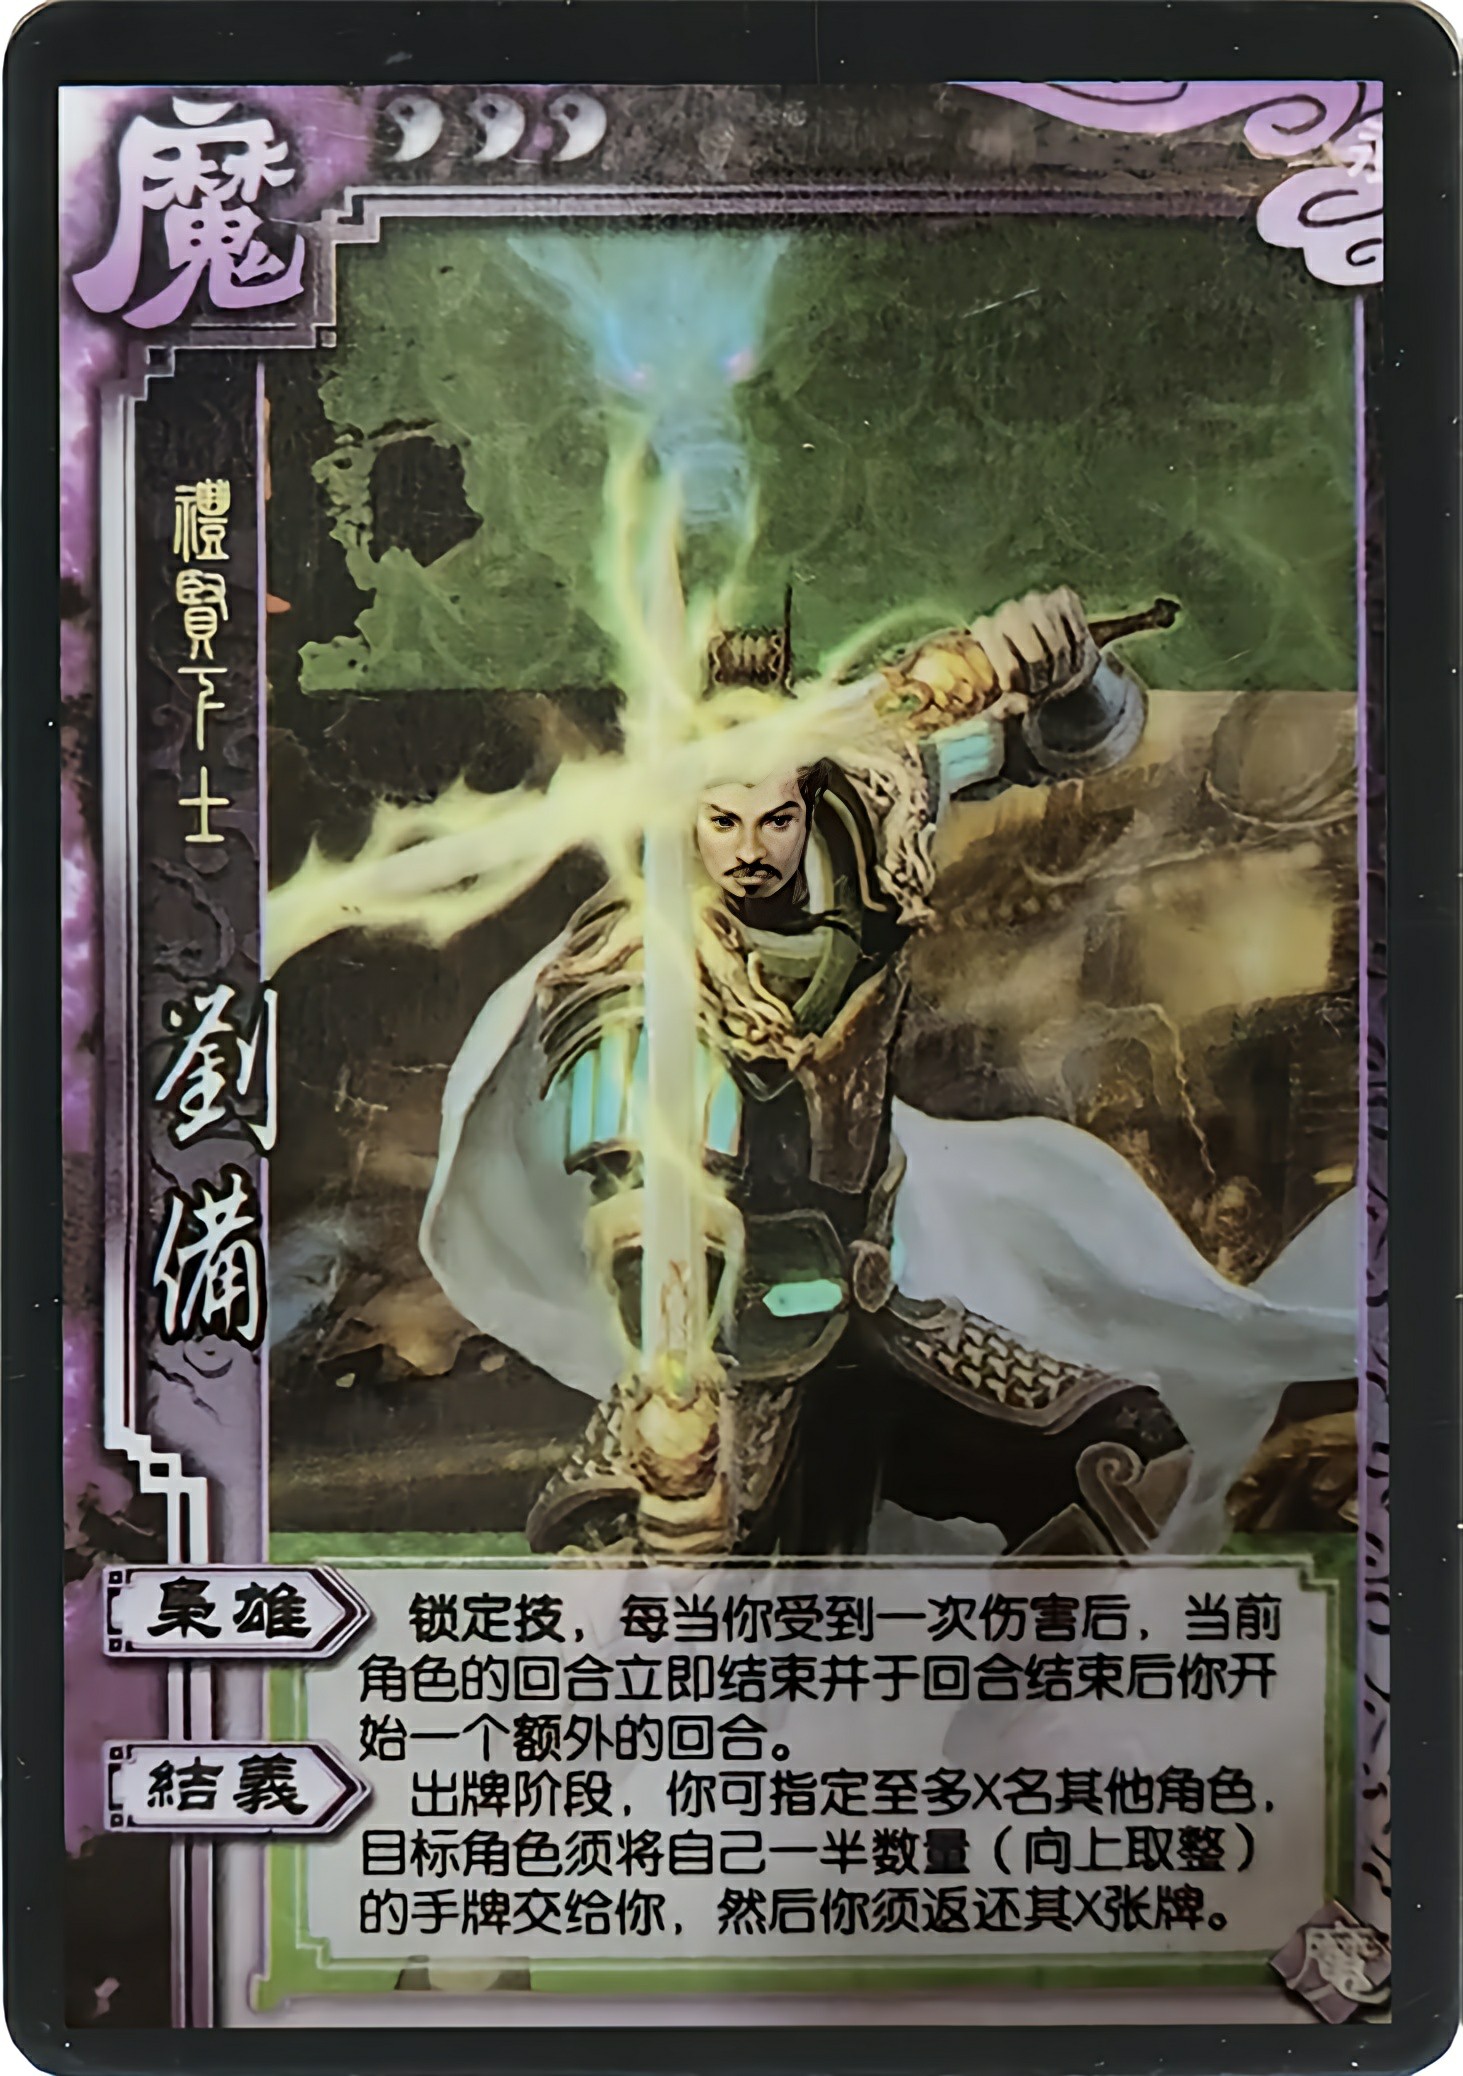 魔
禮賢下士
劉備
梟雄
锁定技，每当你受到一次伤害后，当前
角色的回合立即结束并于回合结束后你开
始一个额外的回合。
結義
出牌阶段，你可指定至多X名其他角色，
目标角色须将自己一半数量（向上取整）
的手牌交给你，然后你须返还其X张牌。
魔